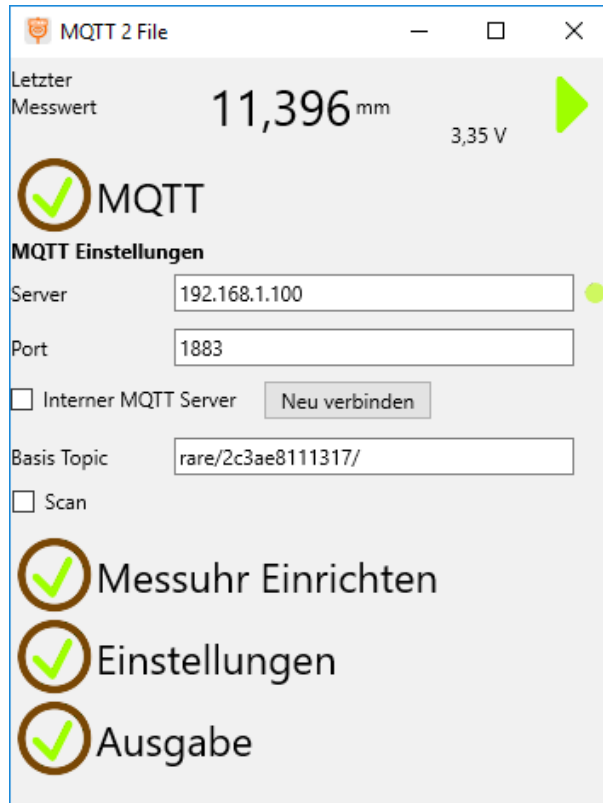 MQTT 2 File
Letzter
Messwert
11,396 mm
3,35 V
MQTT
MQTT Einstellungen
Server 192.168.1.100
Port 1883
Interner MQTT Server Neu verbinden
Basis Topic rare/2c3ae8111317/
Scan
Messuhr Einrichten
Einstellungen
Ausgabe